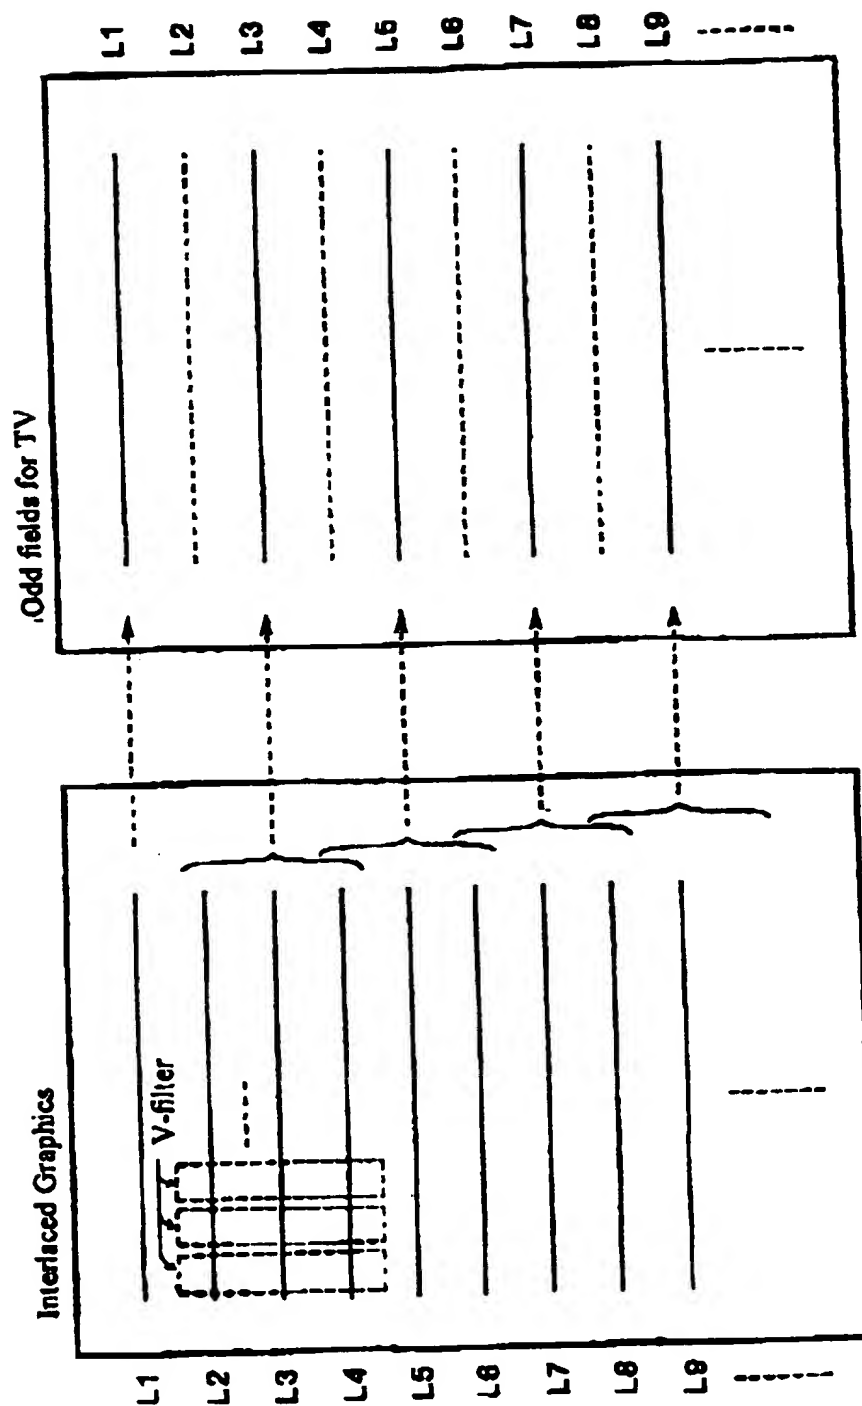 Interlaced Graphics
V-filter
L1
L2
L3
L4
L5
L6
L7
L8
L9
Odd fields for TV
L1
L2
L3
L4
L5
L6
L7
L8
L9